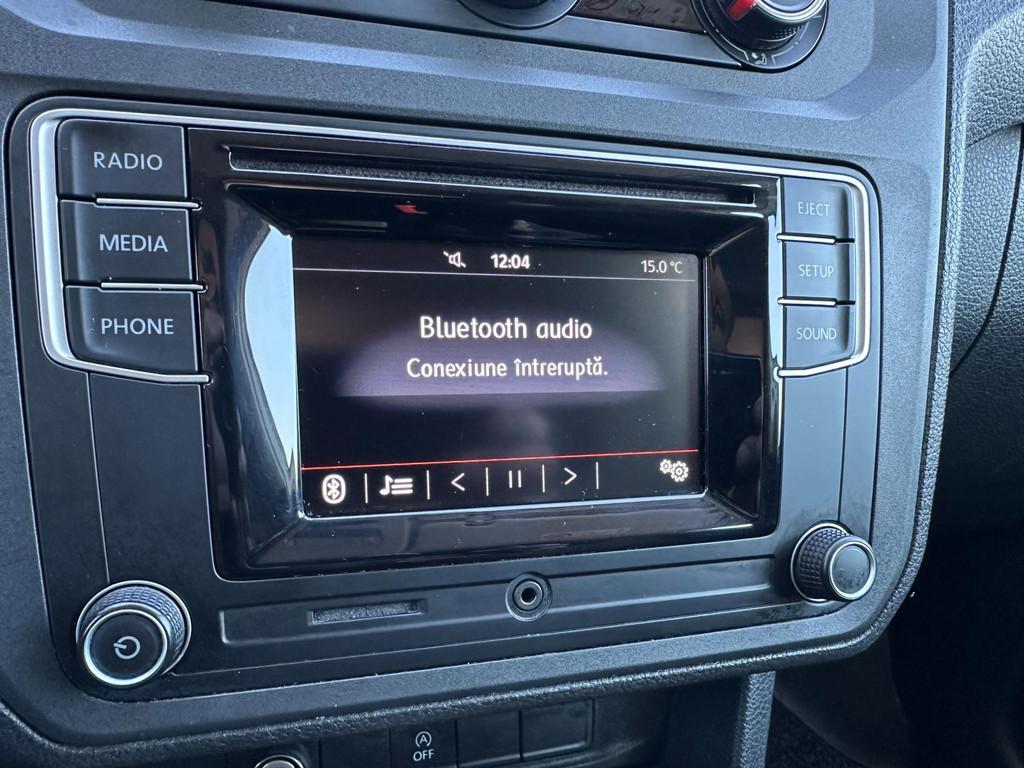 RADIO
MEDIA
PHONE
EJECT
SETUP
SOUND
12:04
15.0 °C
Bluetooth audio
Conexiune întreruptă.
A
OFF